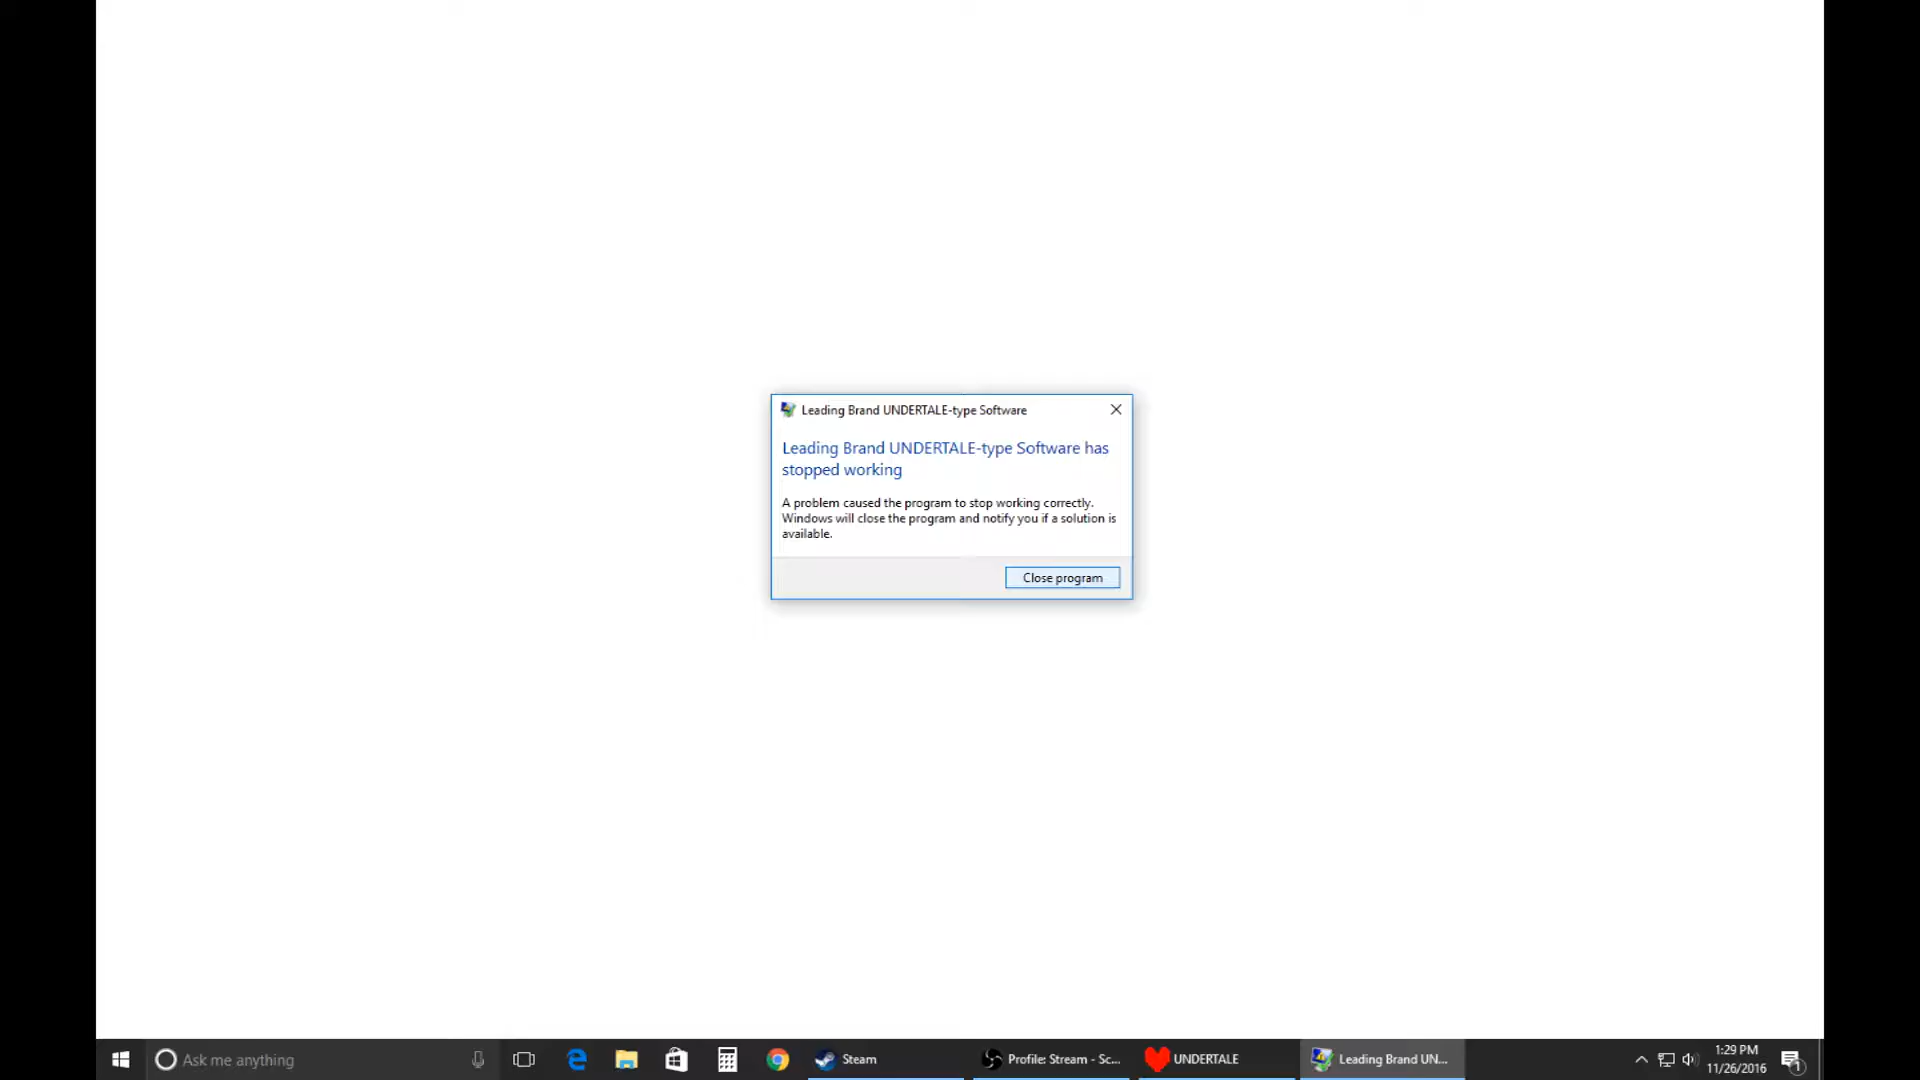 Leading Brand UNDERTALE-type Software
Leading Brand UNDERTALE-type Software has
stopped working
A problem caused the program to stop working correctly.
Windows will close the program and notify you if a solution is
available.
Close program
Ask me anything
Steam
Profile: Stream - Sc...
UNDERTALE
Leading Brand UN...
1:29 PM
11/26/2016
1